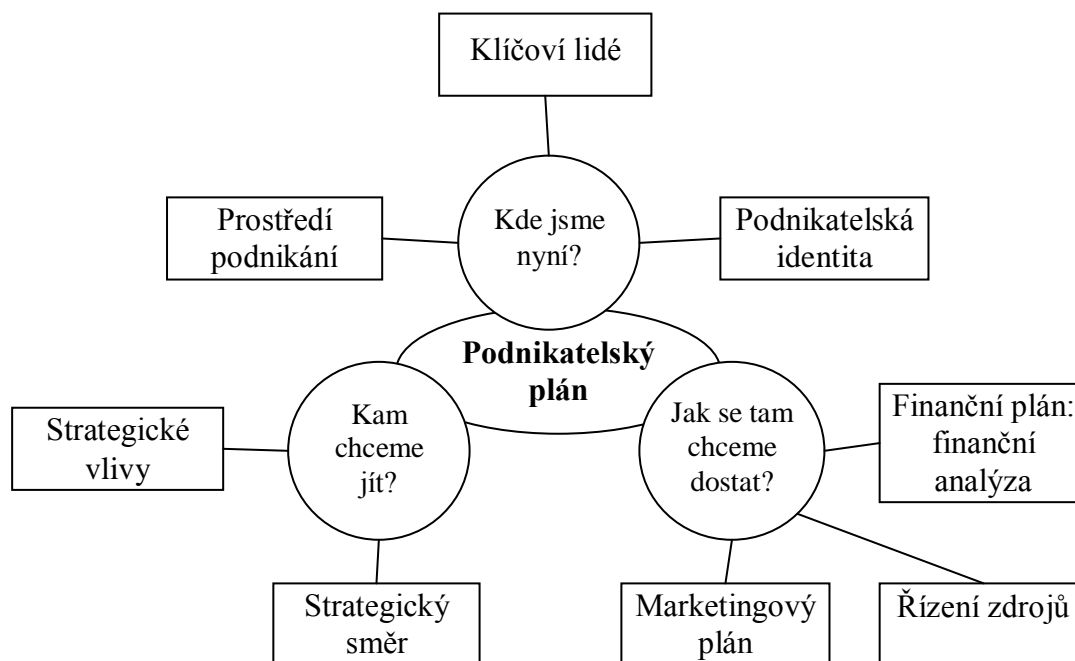 Klíčoví lidé
Prostředí
podnikání
Kde jsme
nyní?
Podnikatelská
identita
Podnikatelský
plán
Strategické
vlivy
Kam
chceme
jít?
Jak se tam
chceme
dostat?
Finanční plán:
finanční
analýza
Strategický
směr
Marketingový
plán
Řízení zdrojů